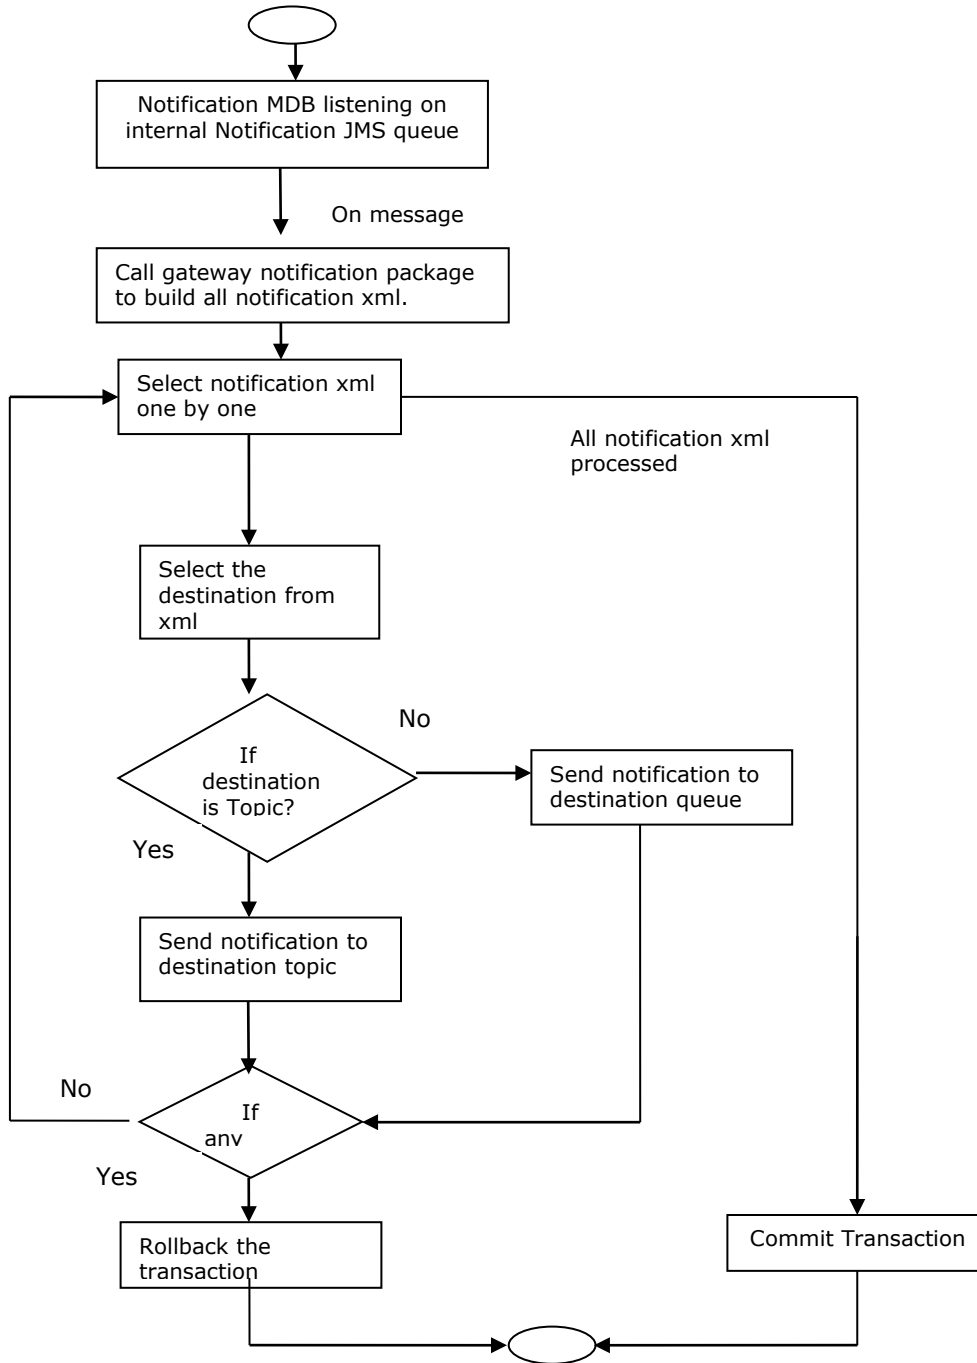 Notification MDB listening on
internal Notification JMS queue
On message
Call gateway notification package
to build all notification xml.
Select notification xml
one by one
All notification xml
processed
Select the
destination from
xml
No
If
destination
is Topic?
Send notification to
destination queue
Yes
Send notification to
destination topic
No
If
any
Yes
Rollback the
transaction
Commit Transaction